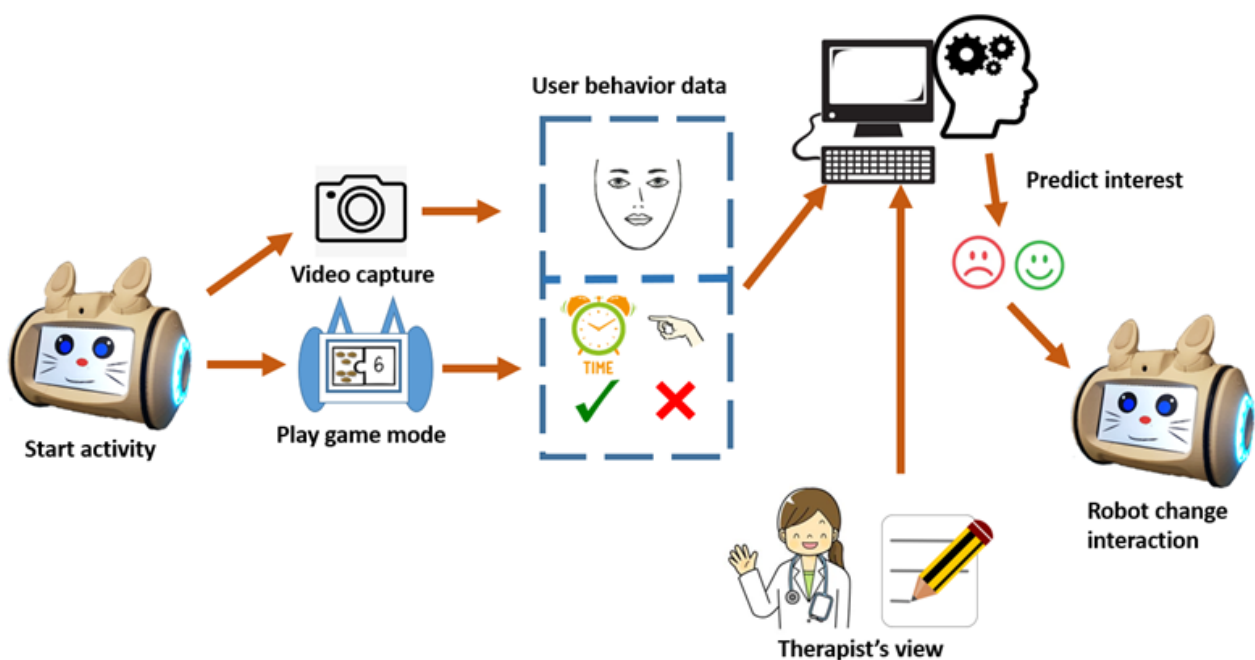 User behavior data
Predict interest
Video capture
TIME
6
Start activity
Play game mode
Robot change
interaction
Therapist's view